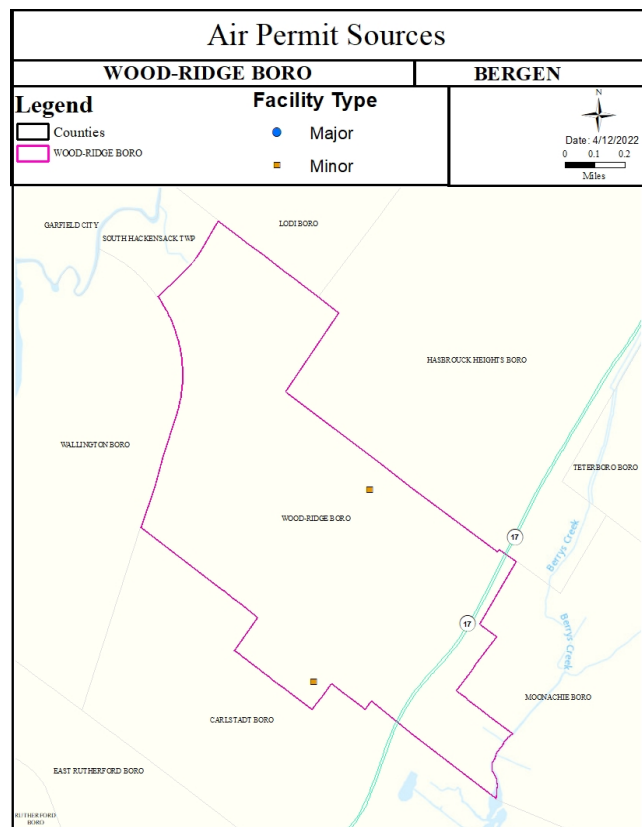 Air Permit Sources
WOOD-RIDGE BORO
BERGEN
Legend
Counties
WOOD-RIDGE BORO
Facility Type
Major
Minor
N
Date: 4/12/2022
0 0.1 0.2
Miles
GARFIELD CITY
SOUTH HACKENSACK TWP
LODI BORO
HASBROUCK HEIGHTS BORO
WALLINGTON BORO
TETERBORO BORO
WOOD-RIDGE BORO
17
Berrys Creek
17
Berrys Creek
MOONACHIE BORO
CARLSTADT BORO
EAST RUTHERFORD BORO
RUTHERFORD
BORO